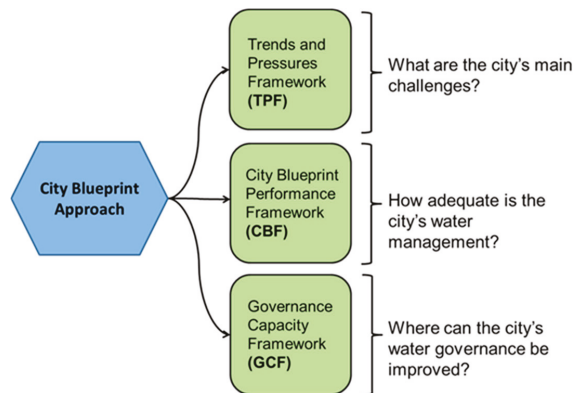 City Blueprint
Approach
Trends and
Pressures
Framework
(TPF)
What are the city's main
challenges?
City Blueprint
Performance
Framework
(CBF)
How adequate is the
city's water
management?
Governance
Capacity
Framework
(GCF)
Where can the city's
water governance be
improved?